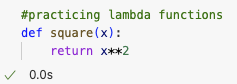 #practicing lambda functions
def square(x):
    return x**2
✓ 0.0s